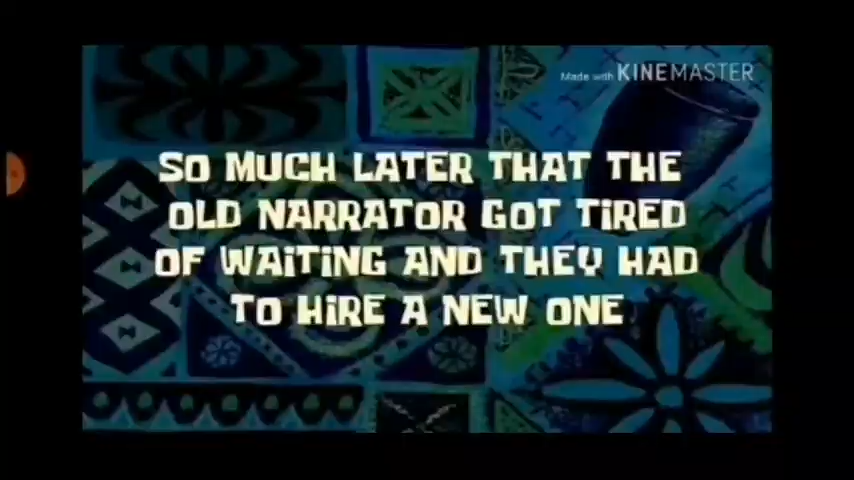 Made with KINEMASTER
SO MUCH LATER THAT THE
OLD NARRATOR GOT TiRED
OF WAiTiNG AND THEY HAD
TO HiRE A NEW ONE